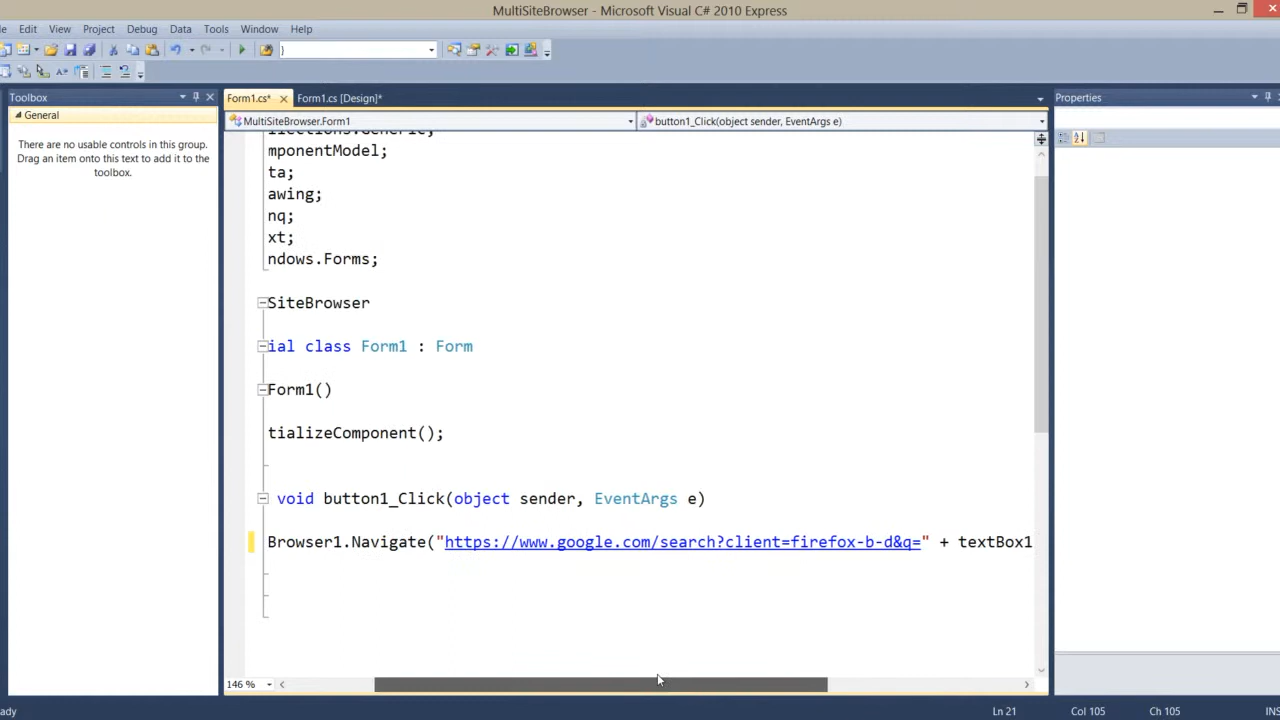 MultiSiteBrowser - Microsoft Visual C# 2010 Express
Edit View Project Debug Data Tools Window Help
}
Toolbox
Form1.cs* Form1.cs [Design]*
Properties
General
MultiSiteBrowser.Form1
button1_Click(object sender, EventArgs e)
There are no usable controls in this group. Drag an item onto this text to add it to the toolbox.
llections.Generic;
mponentModel;
ta;
awing;
nq;
xt;
ndows.Forms;
SiteBrowser
ial class Form1 : Form
Form1()
tializeComponent();
void button1_Click(object sender, EventArgs e)
Browser1.Navigate("https://www.google.com/search?client=firefox-b-d&q=" + textBox1
146 %
ady
Ln 21
Col 105
Ch 105
INS